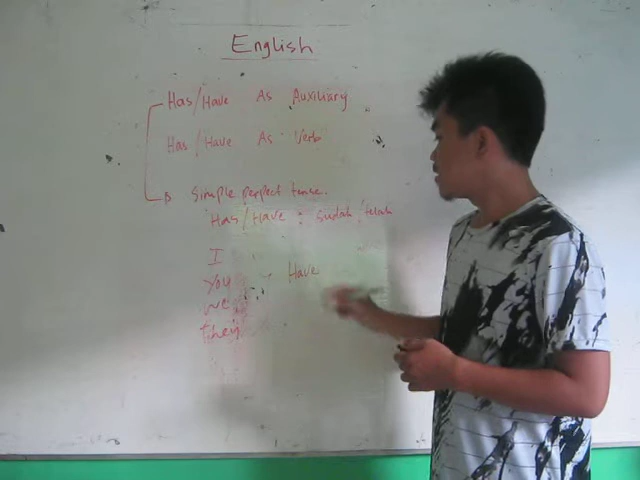 English
Has/Have As Auxiliary
Has/Have As Verb
Simple perfect tense.
Has/Have : sudah, telah
I
You
Have
We
they